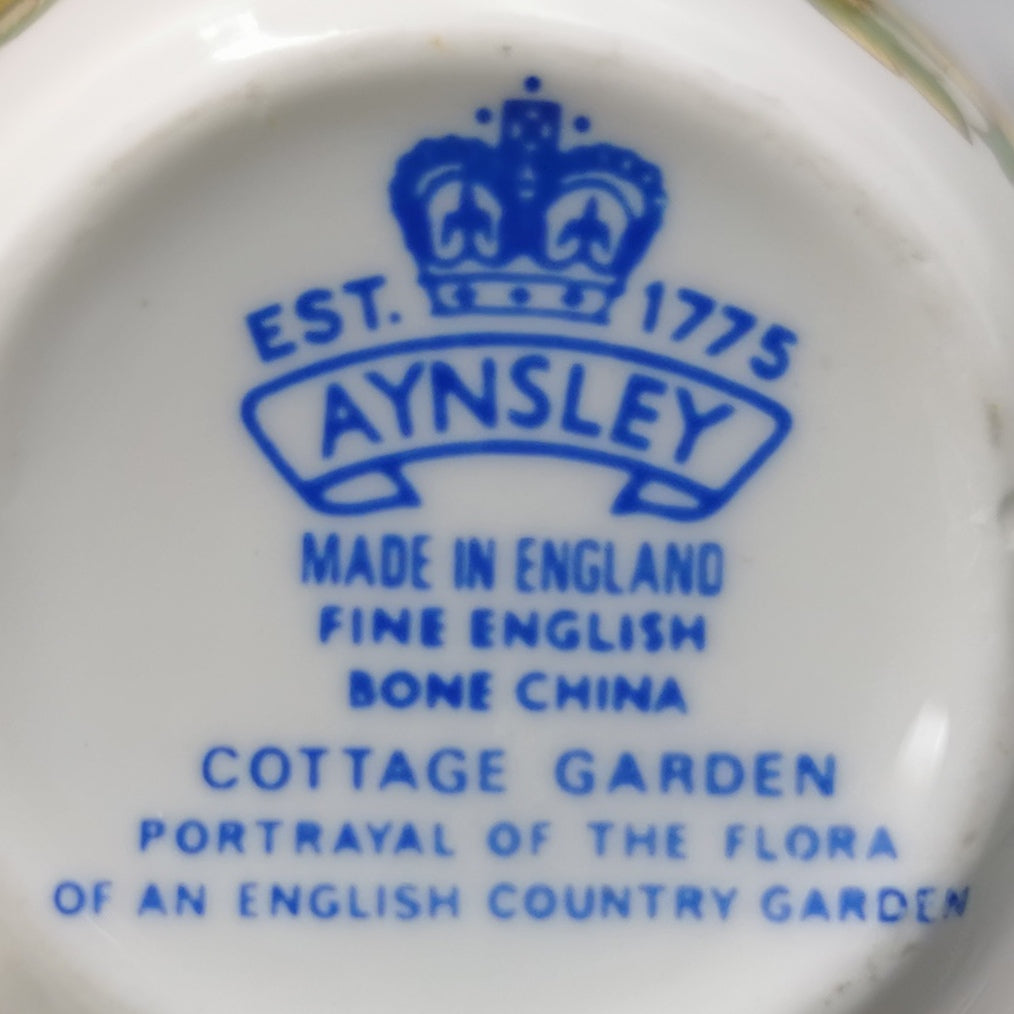 EST. 1775
AYNSLEY
MADE IN ENGLAND
FINE ENGLISH
BONE CHINA
COTTAGE GARDEN
PORTRAYAL OF THE FLORA
OF AN ENGLISH COUNTRY GARDEN